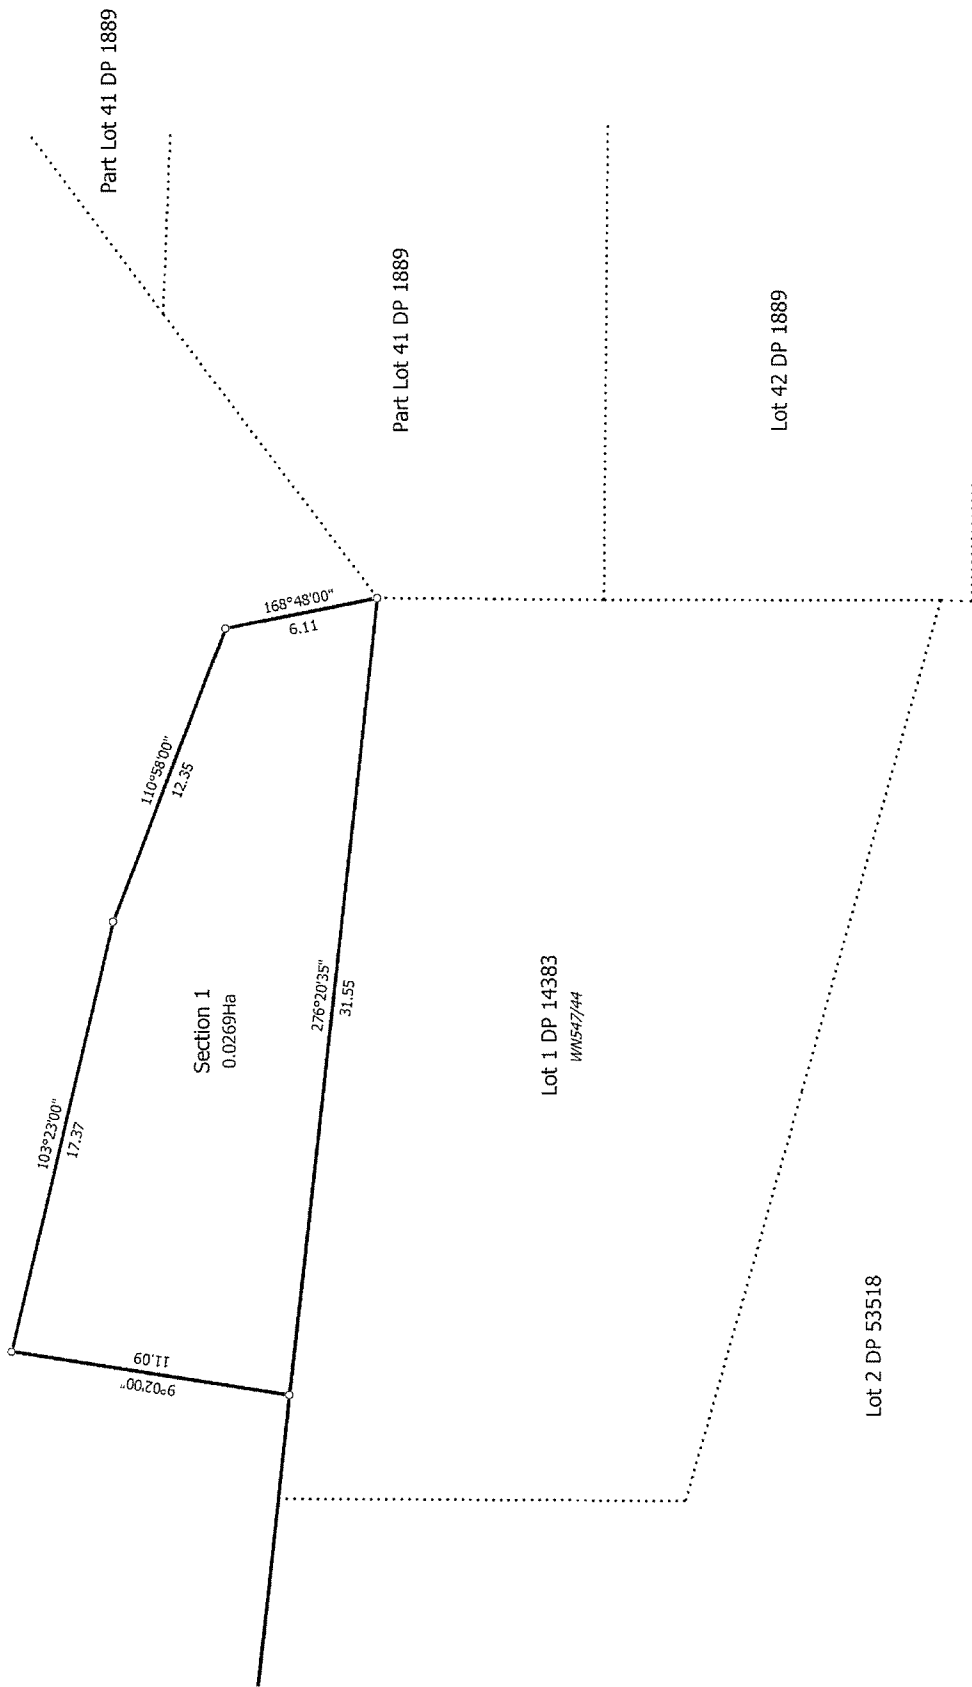 Part Lot 41 DP 1889
Part Lot 41 DP 1889
Lot 42 DP 1889
168°48'00"
6.11
110°58'00"
12.35
103°23'00"
17.37
Section 1
0.0269Ha
276°20'35"
31.55
11.09
9°02'00"
Lot 1 DP 14383
WN547/44
Lot 2 DP 53518